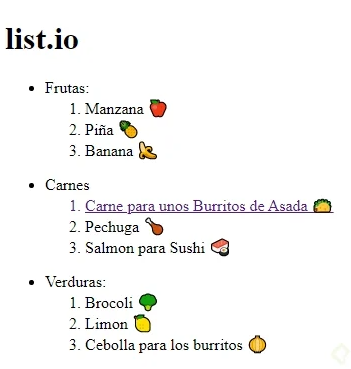 list.io
• Frutas:
1. Manzana 🍎
2. Piña 🍍
3. Banana 🍌
• Carnes
1. Carne para unos Burritos de Asada 🌮
2. Pechuga 🍗
3. Salmon para Sushi 🍣
• Verduras:
1. Brocoli 🥦
2. Limon 🍋
3. Cebolla para los burritos 🧅